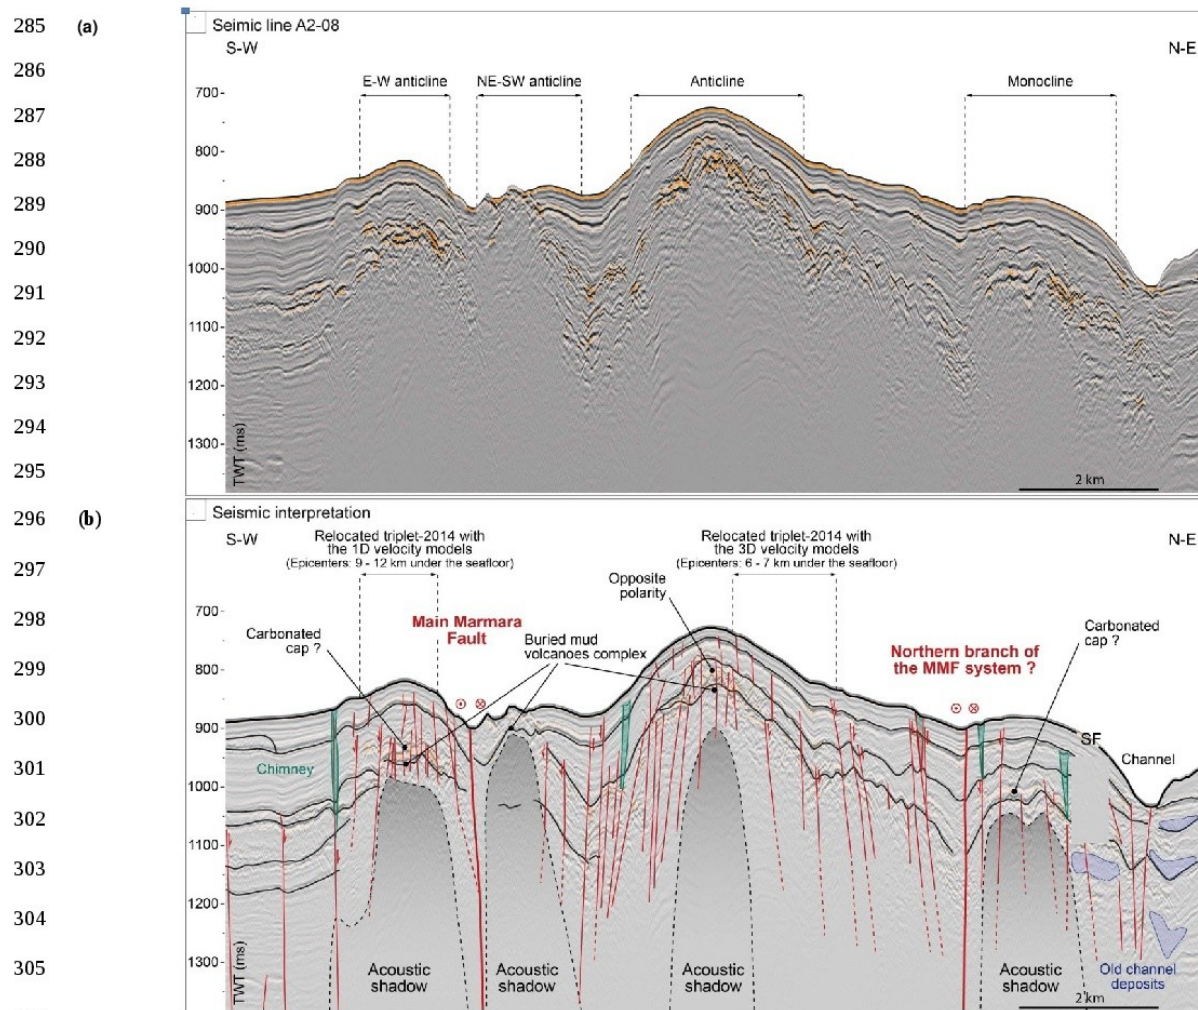 285
(a)
Seimic line A2-08
S-W
N-E
286
E-W anticline
NE-SW anticline
Anticline
Monocline
287
700
288
800
289
900
290
1000
291
292
1100
293
1200
294
1300
295
TWT (ms)
2 km
296
(b)
Seismic interpretation
S-W
N-E
Relocated triplet-2014 with
the 1D velocity models
(Epicenters: 9 - 12 km under the seafloor)
Relocated triplet-2014 with
the 3D velocity models
(Epicenters: 6 - 7 km under the seafloor)
297
Opposite
polarity
298
700
Carbonated
cap ?
Main Marmara
Fault
Buried mud
volcanoes complex
Northern branch of
the MMF system ?
Carbonated
cap ?
299
800
300
900
SF
Channel
301
Chimney
1000
302
303
1100
304
1200
305
1300
TWT (ms)
Acoustic
shadow
Acoustic
shadow
Acoustic
shadow
Acoustic
shadow
Old channel
deposits
2 km